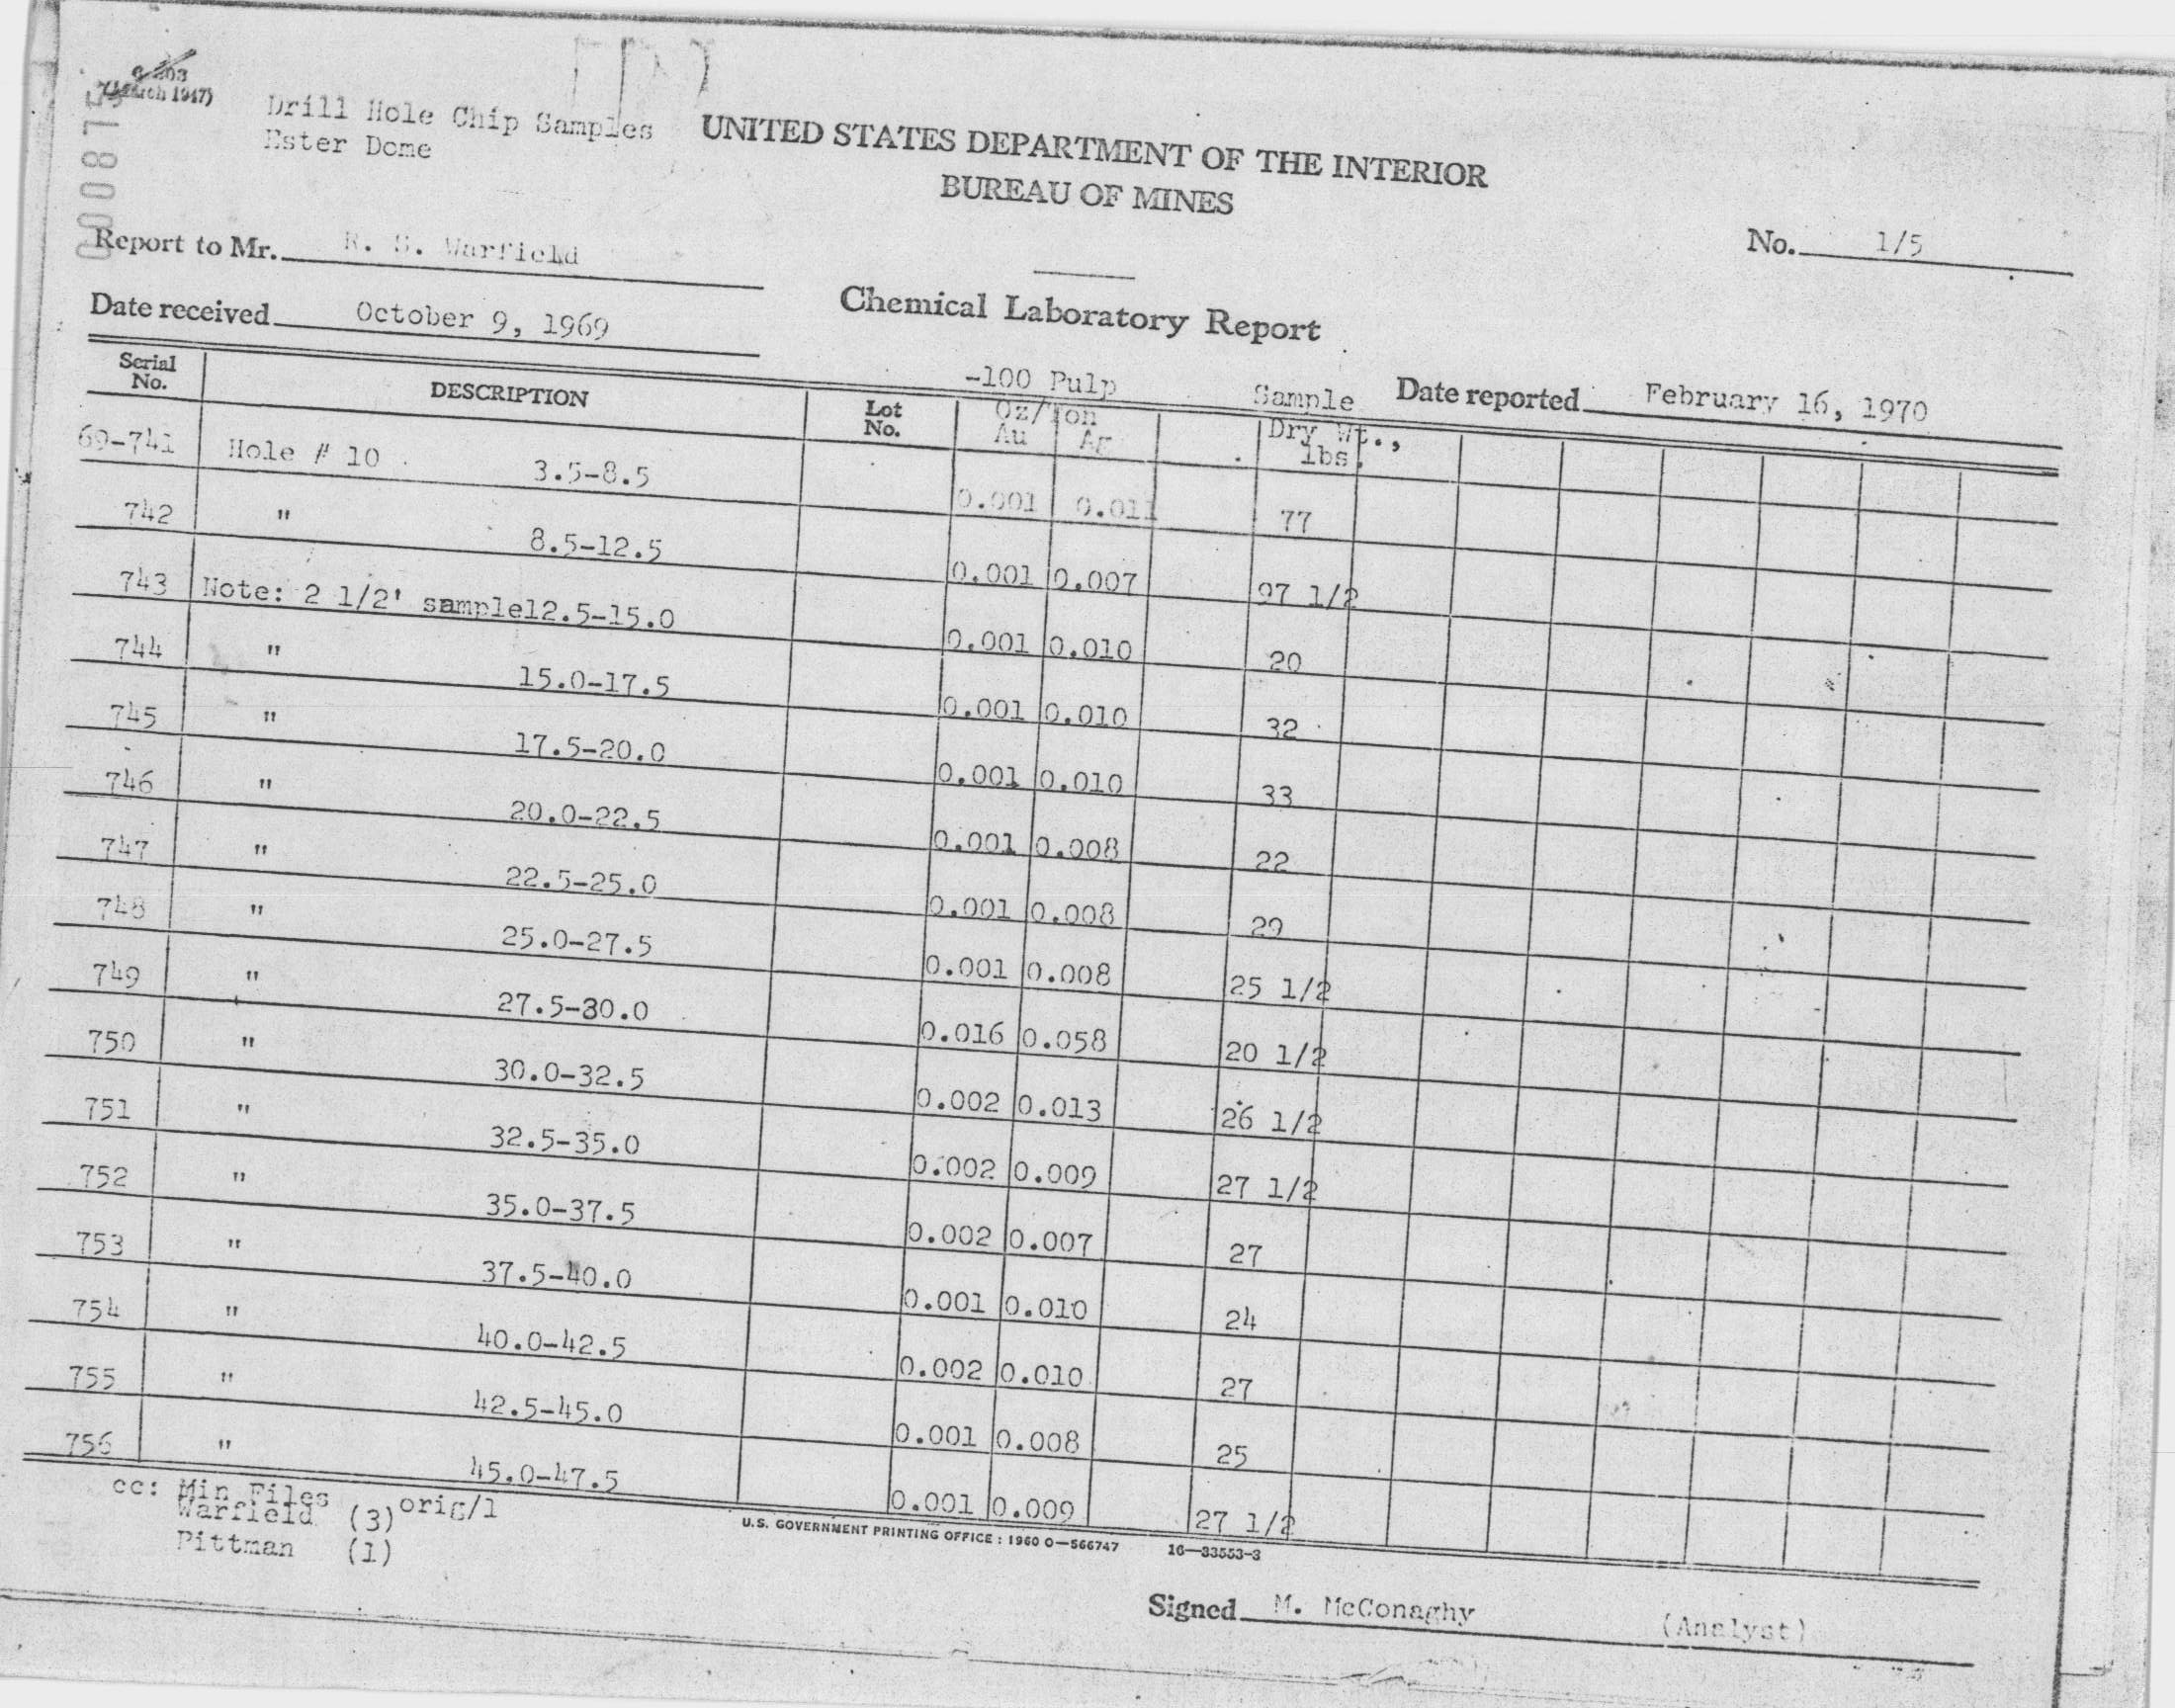 (March 1947)
Drill Hole Chip Samples
Ester Dome
UNITED STATES DEPARTMENT OF THE INTERIOR
BUREAU OF MINES
Report to Mr. R. S. Warfield
No. 1/5
Date received October 9, 1969
Chemical Laboratory Report
Date reported February 16, 1970
Serial No. DESCRIPTION Lot No. -100 Pulp Oz/Ton Au Ag Sample Dry Wt., lbs.
69-741 Hole # 10 3.5-8.5 0.001 0.011 77
742 " 8.5-12.5 0.001 0.007 97 1/2
743 Note: 2 1/2' sample12.5-15.0 0.001 0.010 20
744 " 15.0-17.5 0.001 0.010 32
745 " 17.5-20.0 0.001 0.010 33
746 " 20.0-22.5 0.001 0.008 22
747 " 22.5-25.0 0.001 0.008 29
748 " 25.0-27.5 0.001 0.008 25 1/2
749 " 27.5-30.0 0.016 0.058 20 1/2
750 " 30.0-32.5 0.002 0.013 26 1/2
751 " 32.5-35.0 0.002 0.009 27 1/2
752 " 35.0-37.5 0.002 0.007 27
753 " 37.5-40.0 0.001 0.010 24
754 " 40.0-42.5 0.002 0.010 27
755 " 42.5-45.0 0.001 0.008 25
756 " 45.0-47.5 0.001 0.009 27 1/2
cc: Min Files orig/1
Warfield (3)
Pittman (1)
U.S. GOVERNMENT PRINTING OFFICE : 1960 O—566747 16—33553-3
Signed M. McConaghy (Analyst)